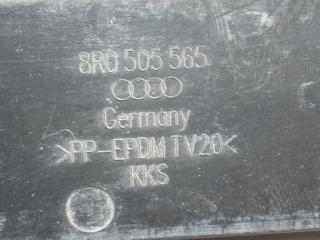 8R0 505 565
Germany
>PP-EPDM TV20<
KKS